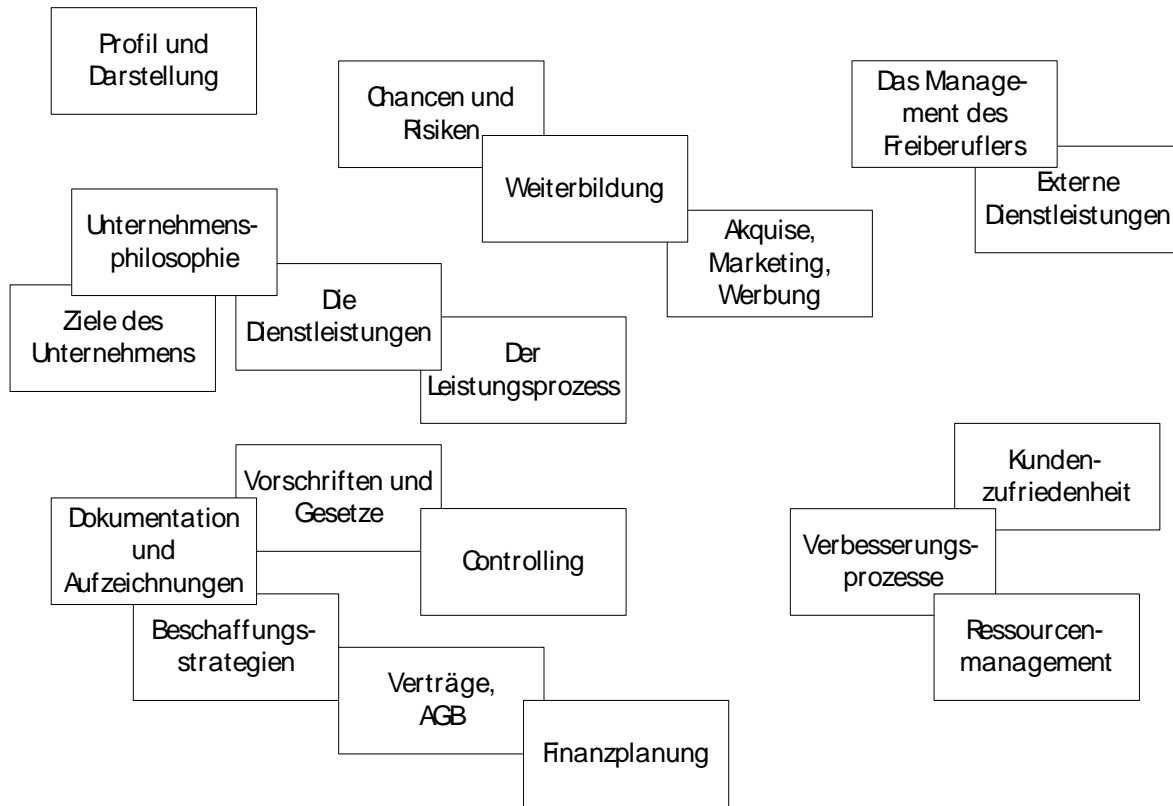 Profil und
Darstellung
Chancen und
Risiken
Weiterbildung
Akquise,
Marketing,
Werbung
Das Manage-
ment des
Freiberuflers
Externe
Dienstleistungen
Unternehmens-
philosophie
Ziele des
Unternehmens
Die
Dienstleistungen
Der
Leistungsprozess
Vorschriften und
Gesetze
Dokumentation
und
Aufzeichnungen
Controlling
Beschaffungs-
strategien
Verträge,
AGB
Finanzplanung
Kunden-
zufriedenheit
Verbesserungs-
prozesse
Ressourcen-
management